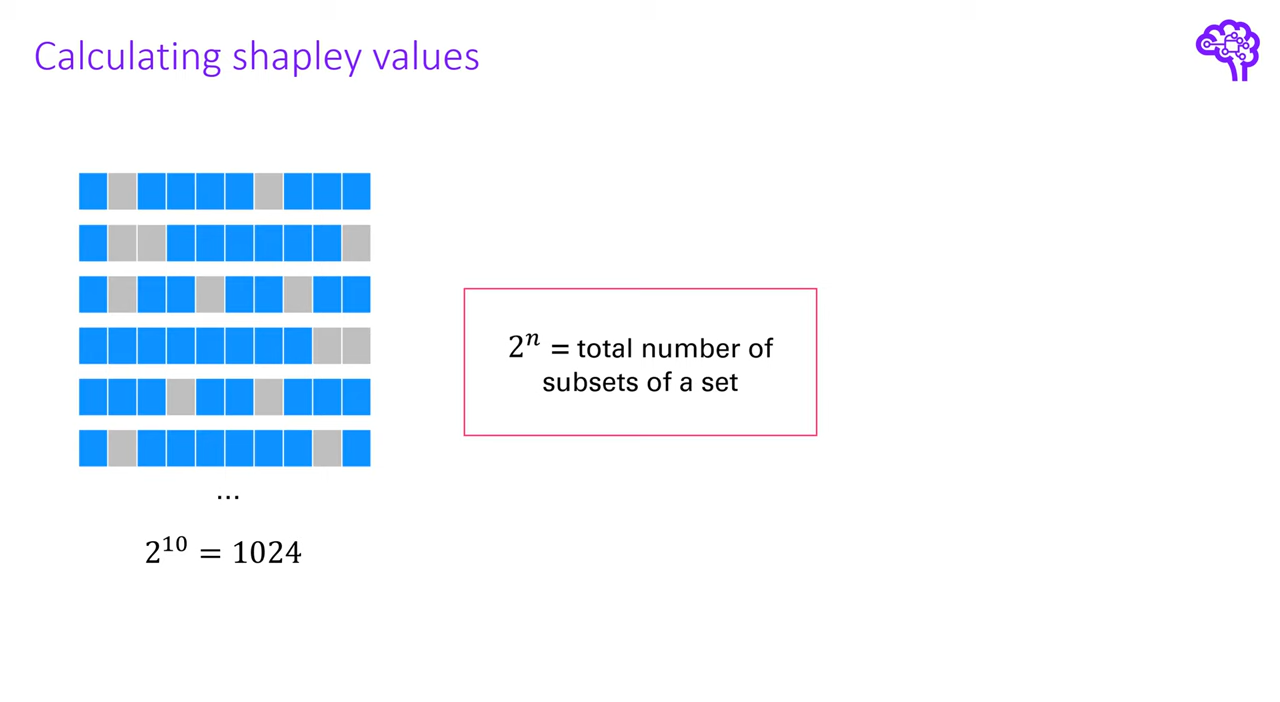 Calculating shapley values
2ⁿ = total number of
subsets of a set
...
2¹⁰ = 1024